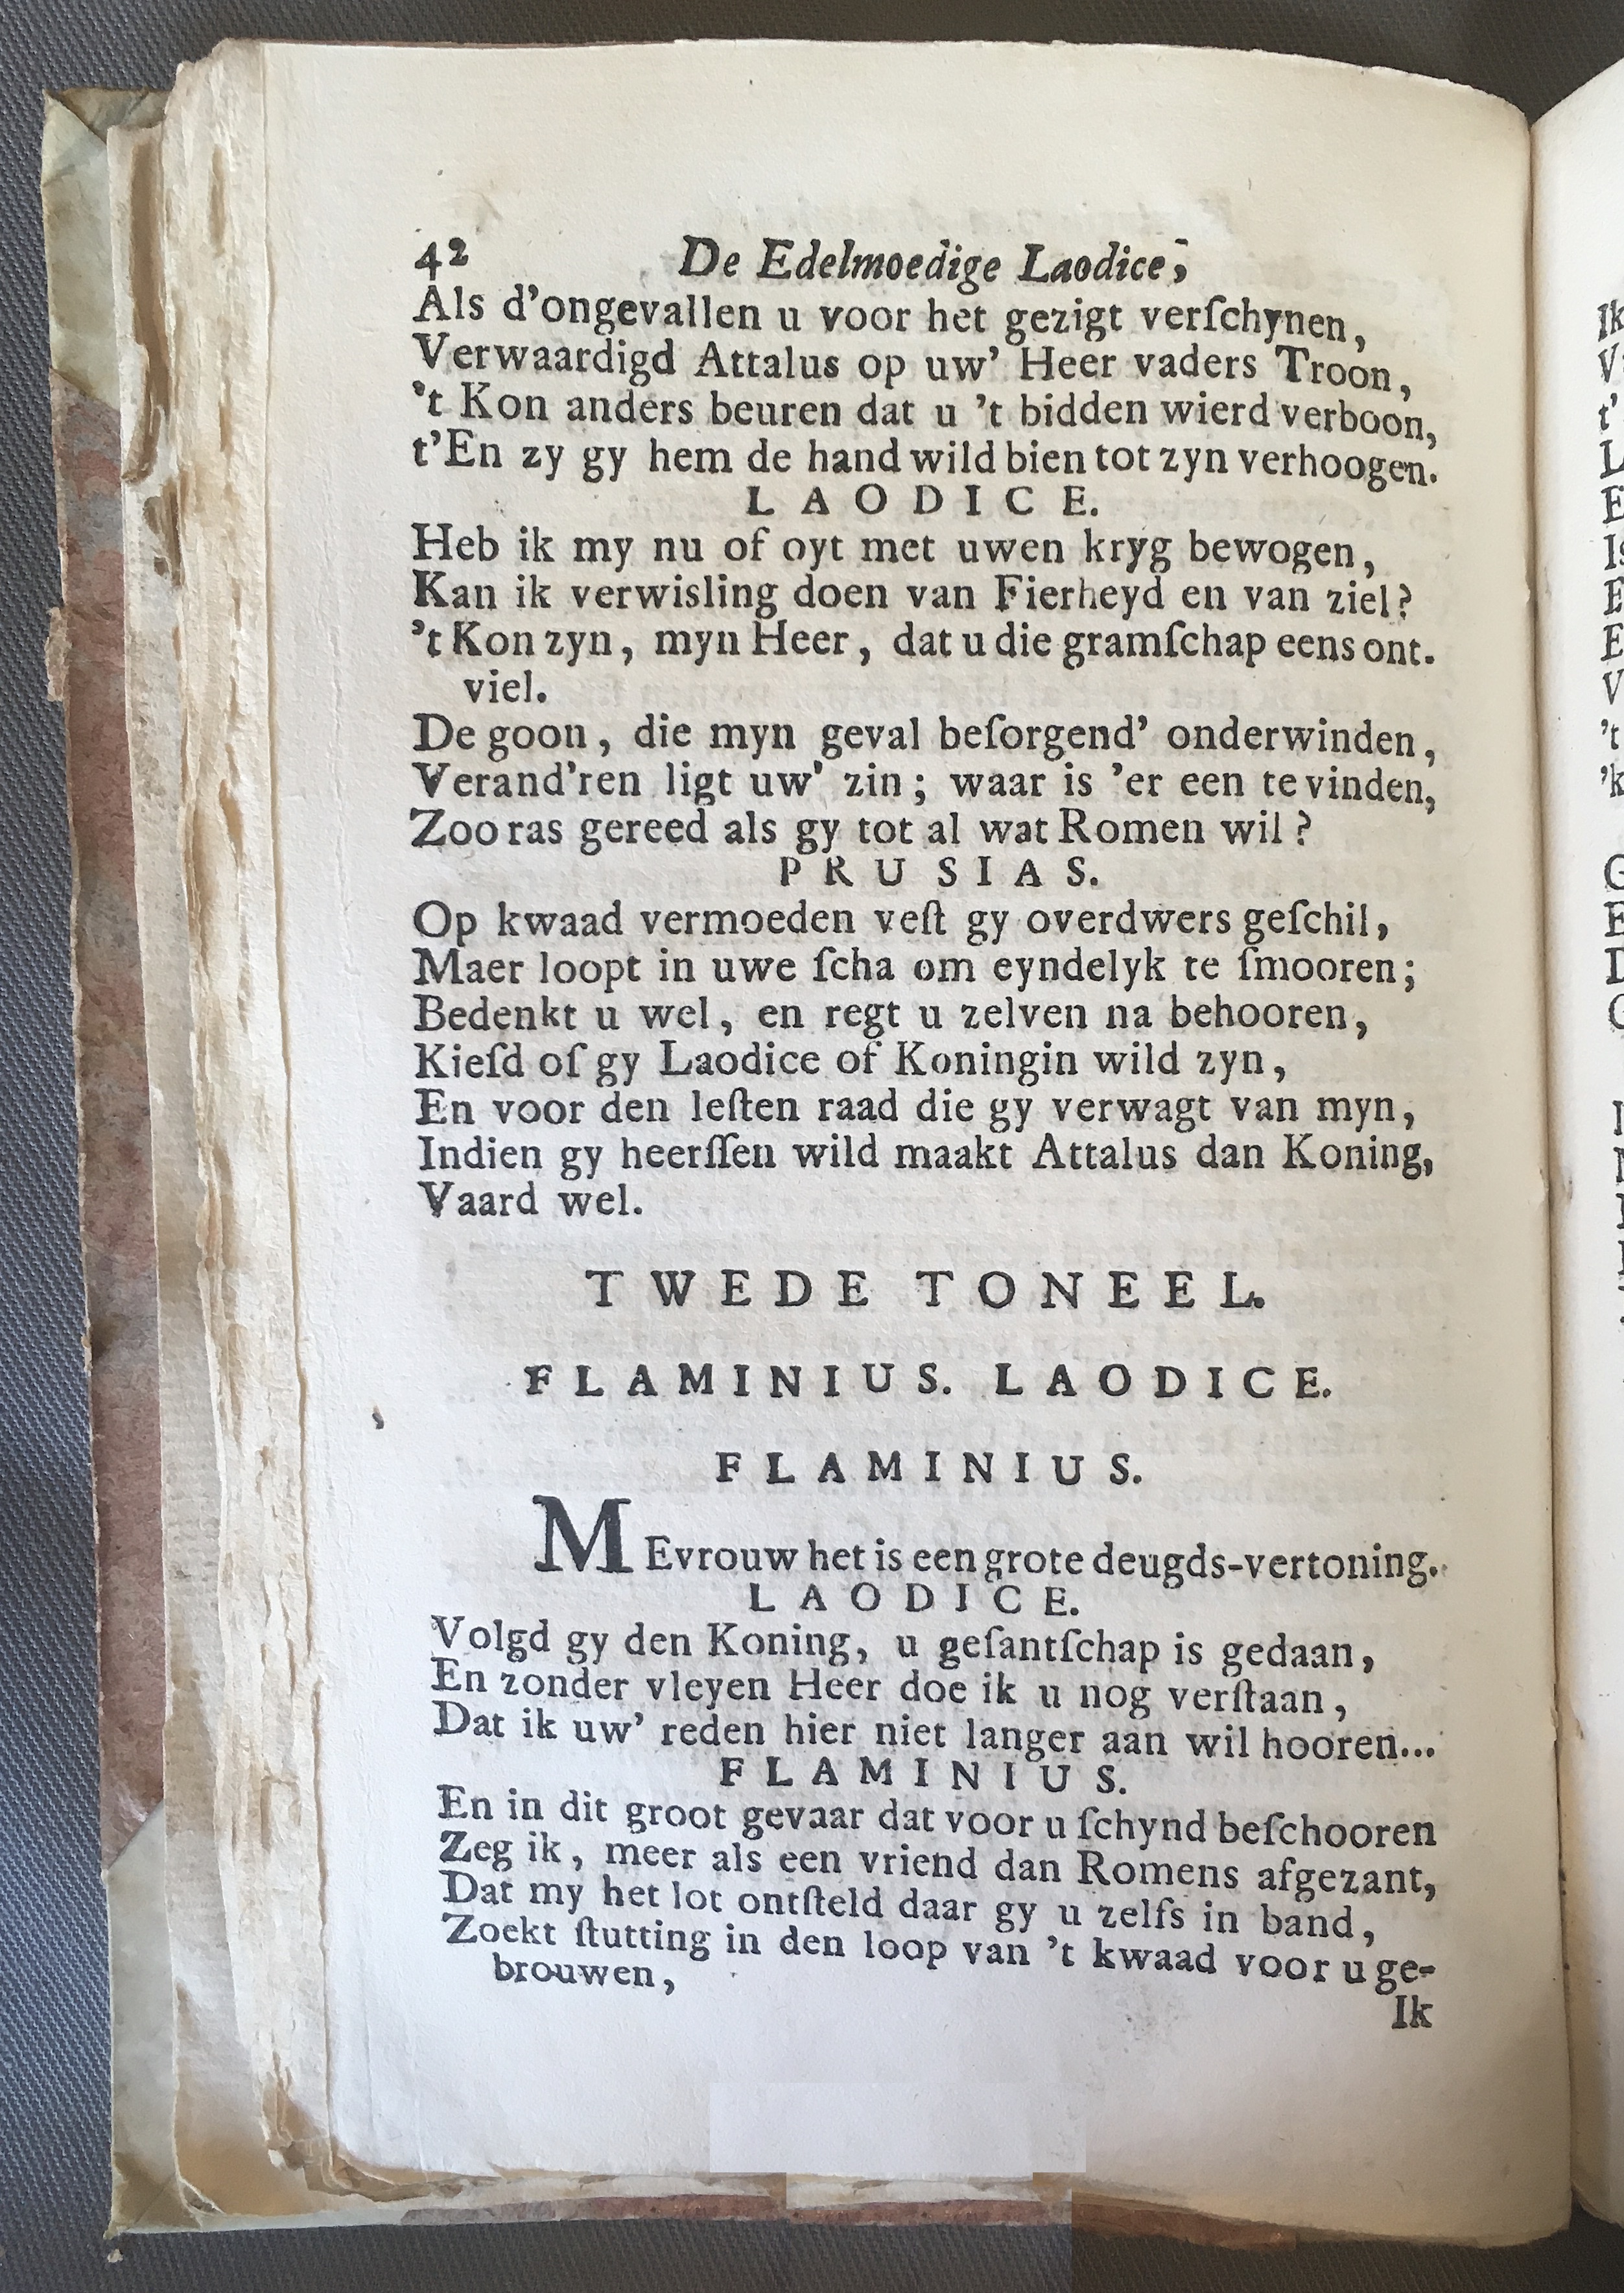 42 De Edelmoedige Laodice,
Als d'ongevallen u voor het gezigt verſchynen,
Verwaardigd Attalus op uw' Heer vaders Troon,
't Kon anders beuren dat u 't bidden wierd verboon,
t'En zy gy hem de hand wild bien tot zyn verhoogen.
LAODICE.
Heb ik my nu of oyt met uwen kryg bewogen,
Kan ik verwisling doen van Fierheyd en van ziel?
't Kon zyn, myn Heer, dat u die gramſchap eens ont.
viel.
De goon, die myn geval beſorgend' onderwinden,
Verand'ren ligt uw' zin; waar is 'er een te vinden,
Zoo ras gereed als gy tot al wat Romen wil?
PRUSIAS.
Op kwaad vermoeden veſt gy overdwers geſchil,
Maer loopt in uwe ſcha om eyndelyk te ſmooren;
Bedenkt u wel, en regt u zelven na behooren,
Kieſd of gy Laodice of Koningin wild zyn,
En voor den leſten raad die gy verwagt van myn,
Indien gy heerſſen wild maakt Attalus dan Koning,
Vaard wel.
TWEDE TONEEL.
FLAMINIUS. LAODICE.
FLAMINIUS.
MEvrouw het is een grote deugds-vertoning.
LAODICE.
Volgd gy den Koning, u geſantſchap is gedaan,
En zonder vleyen Heer doe ik u nog verſtaan,
Dat ik uw' reden hier niet langer aan wil hooren...
FLAMINIUS.
En in dit groot gevaar dat voor u ſchynd beſchooren
Zeg ik, meer als een vriend dan Romens afgezant,
Dat my het lot ontſteld daar gy u zelfs in band,
Zoekt ſtutting in den loop van 't kwaad voor u ge-
brouwen,
Ik